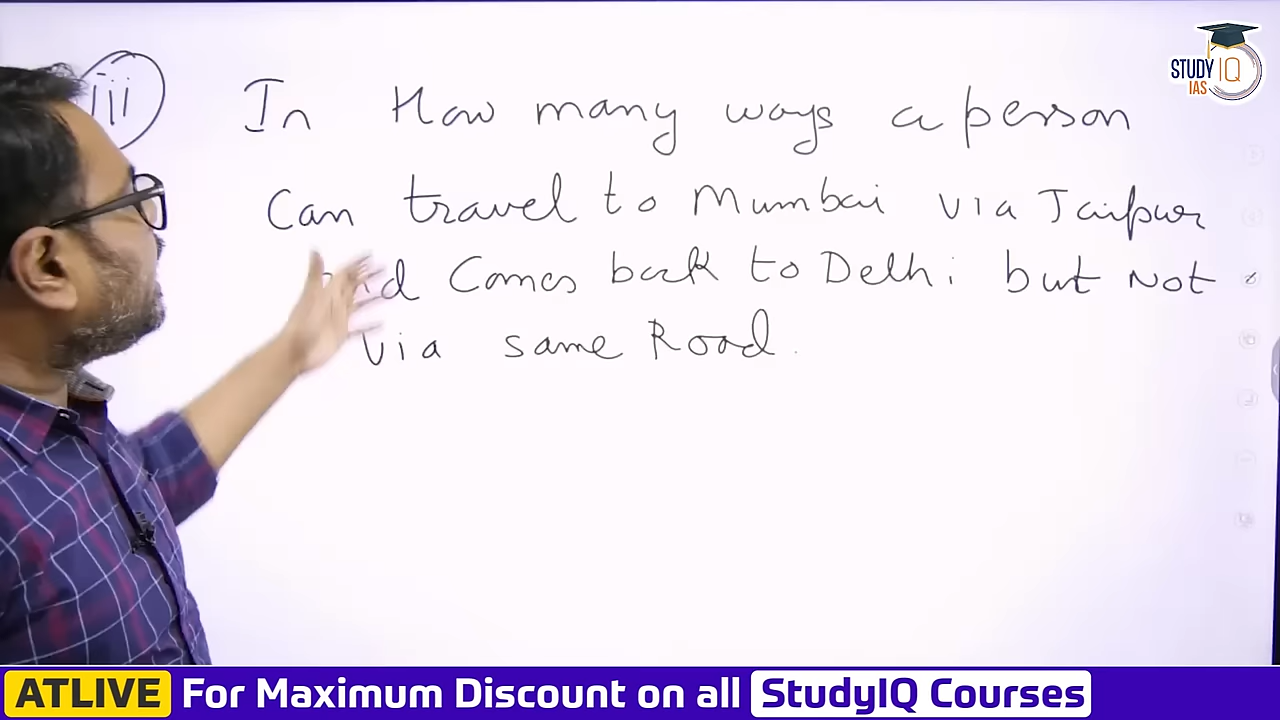 iii
STUDY IQ
IAS
In How many ways a person
Can travel to Mumbai via Jaipur
Comes back to Delhi but Not
via same Road.
ATLIVE For Maximum Discount on all StudyIQ Courses